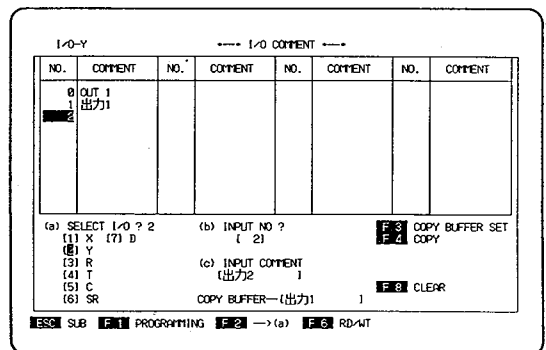 I/O-Y ←--- I/O COMMENT ---→
NO. COMMENT NO. COMMENT NO. COMMENT NO. COMMENT
0 OUT 1
1 出力1
2
(a) SELECT I/O ? 2 (b) INPUT NO ? F 3 COPY BUFFER SET
[1] X [7] D [ 2] F 4 COPY
[2] Y
[3] R (c) INPUT COMMENT
[4] T [出力2 ]
[5] C F 8 CLEAR
[6] SR COPY BUFFER—[出力1 ]
ESC SUB F 1 PROGRAMMING F 2 —>(a) F 6 RD/WT